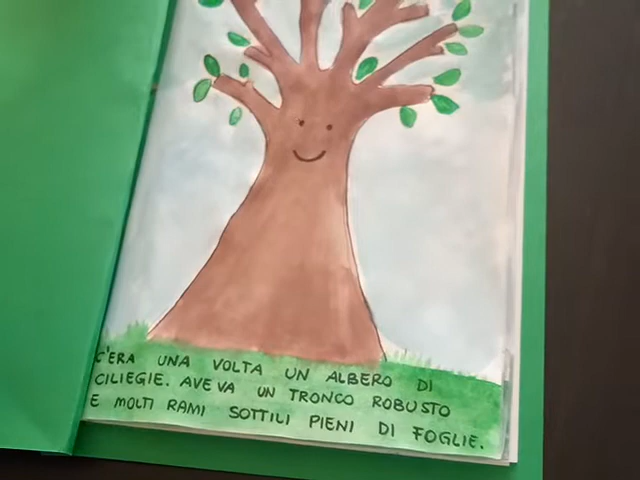 C'ERA UNA VOLTA UN ALBERO DI
CILIEGIE. AVEVA UN TRONCO ROBUSTO
E MOLTI RAMI SOTTILI PIENI DI FOGLIE.